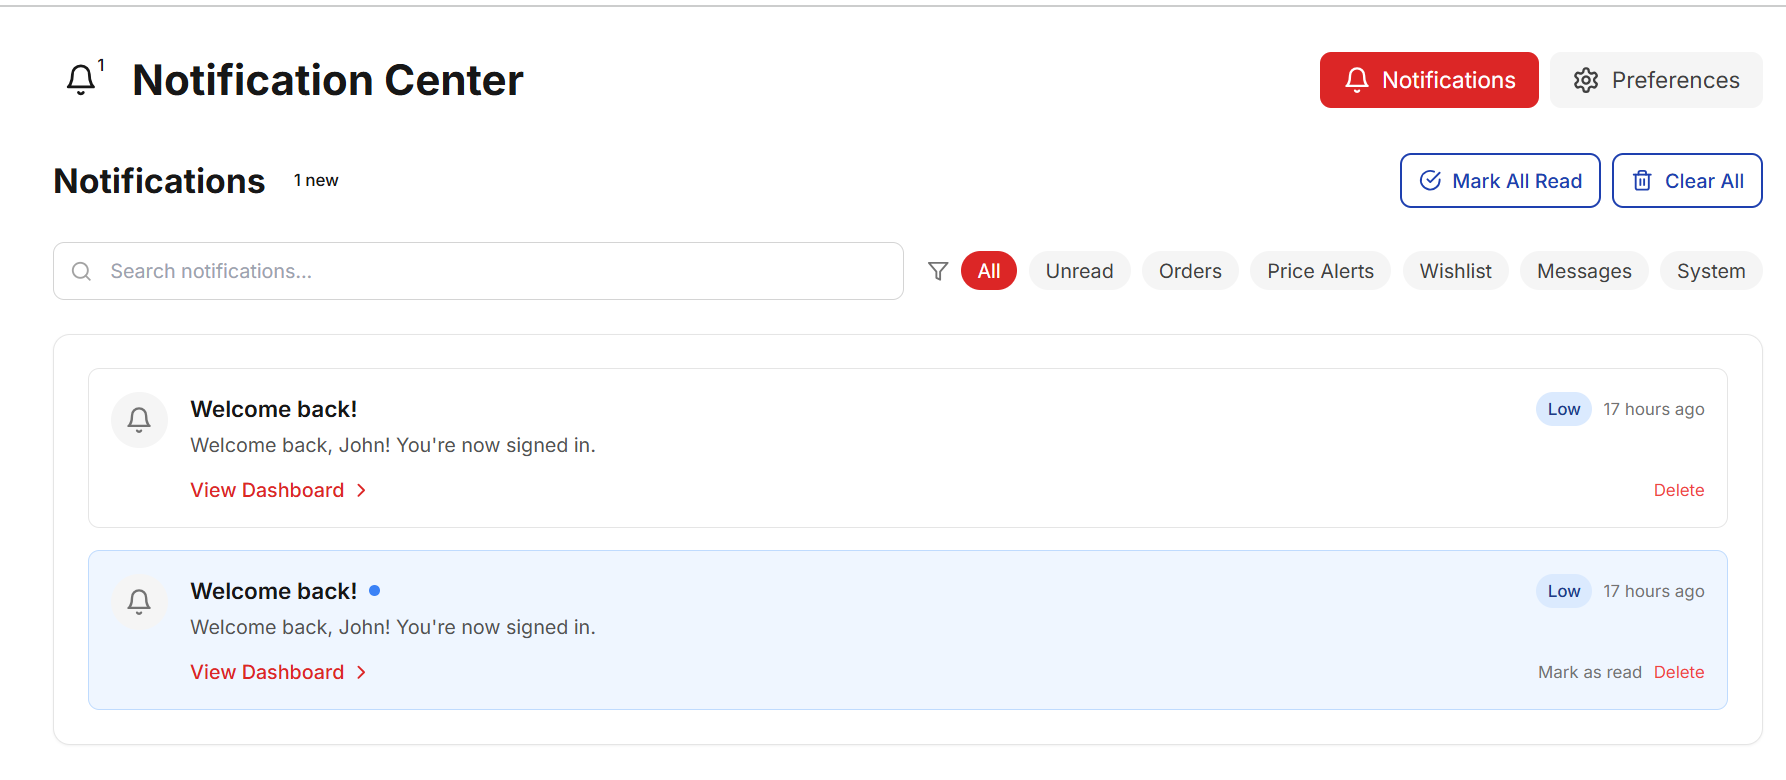 1
Notification Center
Notifications
Preferences
Notifications
1 new
Mark All Read
Clear All
Search notifications...
All
Unread
Orders
Price Alerts
Wishlist
Messages
System
Welcome back!
Low
17 hours ago
Welcome back, John! You're now signed in.
View Dashboard
Delete
Welcome back!
Low
17 hours ago
Welcome back, John! You're now signed in.
View Dashboard
Mark as read
Delete